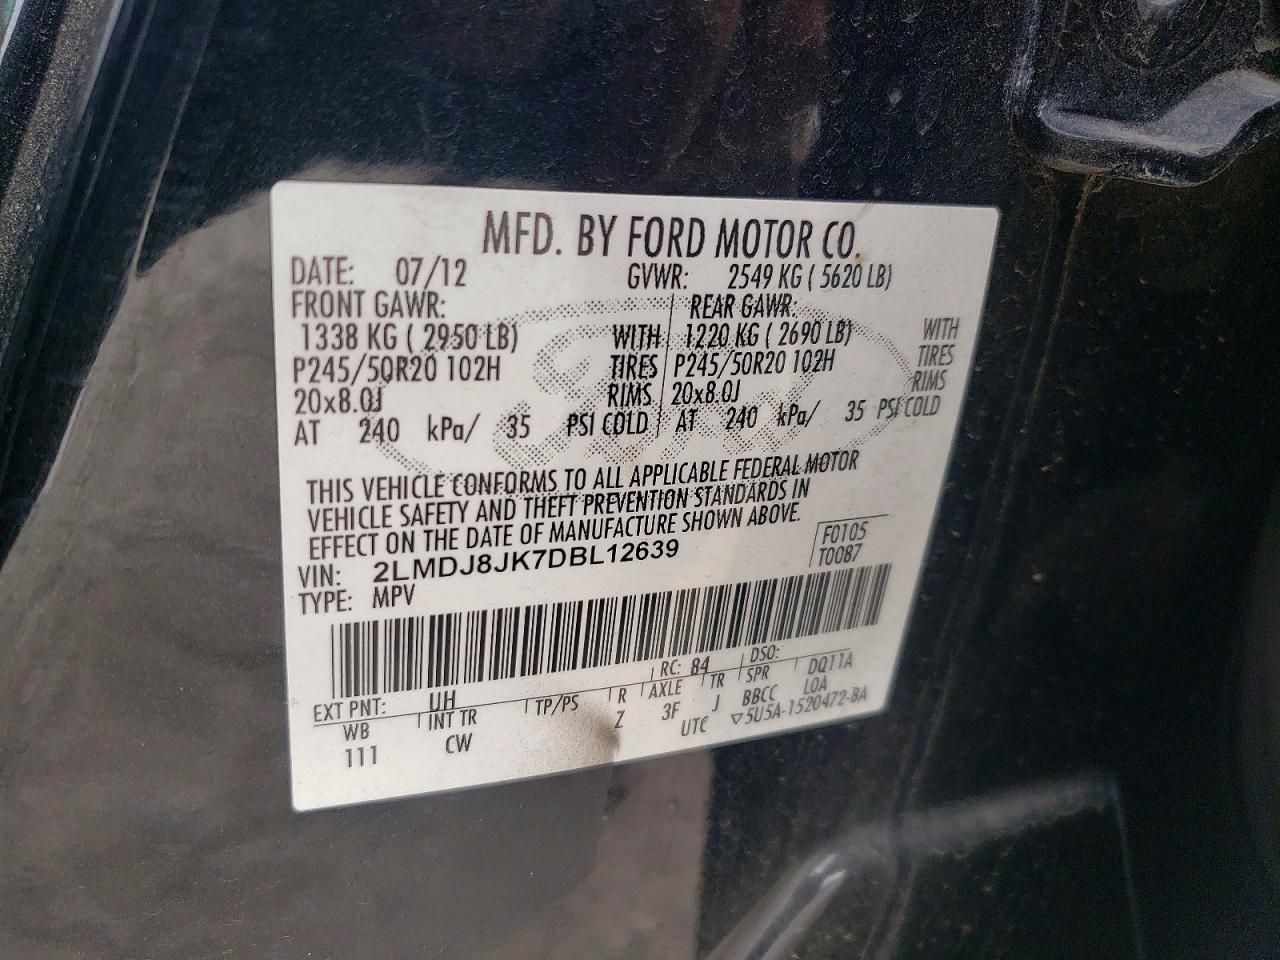 MFD. BY FORD MOTOR CO.
DATE: 07/12 GVWR: 2549 KG ( 5620 LB)
FRONT GAWR: REAR GAWR:
1338 KG ( 2950 LB) WITH 1220 KG ( 2690 LB) WITH
P245/50R20 102H TIRES P245/50R20 102H TIRES
20x8.0J RIMS 20x8.0J RIMS
AT 240 kPa/ 35 PSI COLD AT 240 kPa/ 35 PSI COLD
THIS VEHICLE CONFORMS TO ALL APPLICABLE FEDERAL MOTOR
VEHICLE SAFETY AND THEFT PREVENTION STANDARDS IN
EFFECT ON THE DATE OF MANUFACTURE SHOWN ABOVE.
F0105
VIN: 2LMDJ8JK7DBL12639 T0087
TYPE: MPV
EXT PNT: UH RC: 84 DSO:
WB INT TR TP/PS R AXLE TR SPR DQ11A
111 CW Z 3F J BBCC LOA
UTC ▽5U5A-1520472-BA